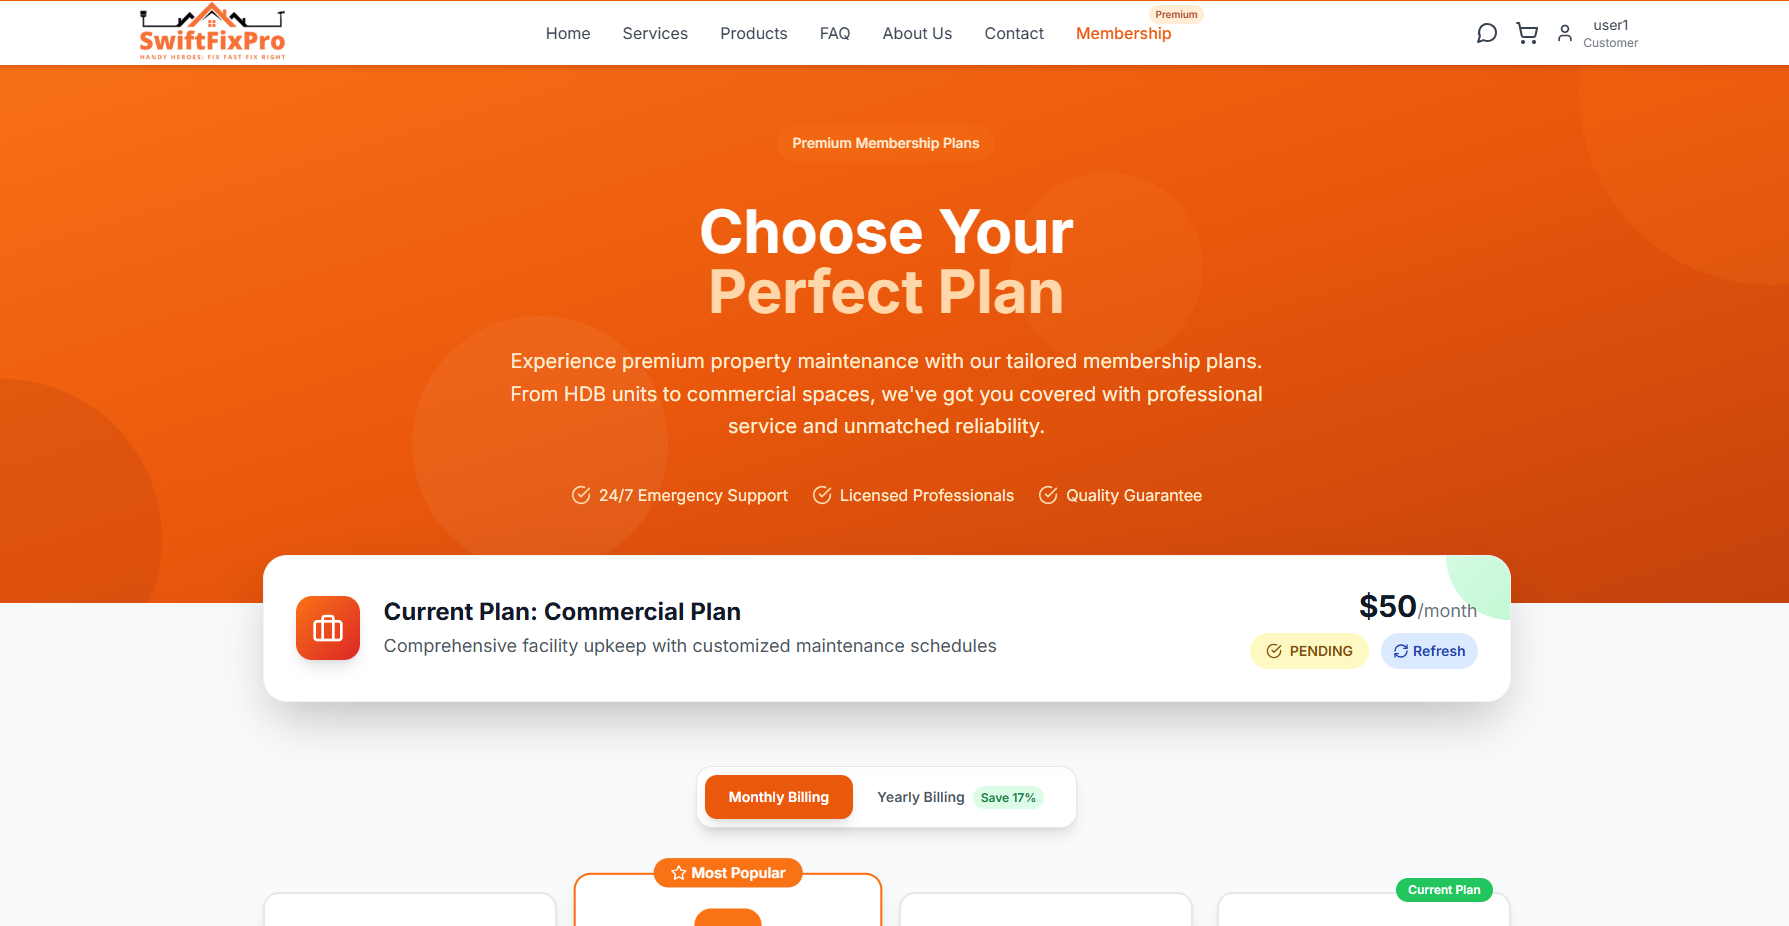 SwiftFixPro
HANDY HEROES: FIX FAST FIX RIGHT
Home
Services
Products
FAQ
About Us
Contact
Membership
Premium
user1
Customer
Premium Membership Plans
Choose Your
Perfect Plan
Experience premium property maintenance with our tailored membership plans.
From HDB units to commercial spaces, we've got you covered with professional
service and unmatched reliability.
24/7 Emergency Support
Licensed Professionals
Quality Guarantee
Current Plan: Commercial Plan
Comprehensive facility upkeep with customized maintenance schedules
$50/month
PENDING
Refresh
Monthly Billing
Yearly Billing
Save 17%
Most Popular
Current Plan